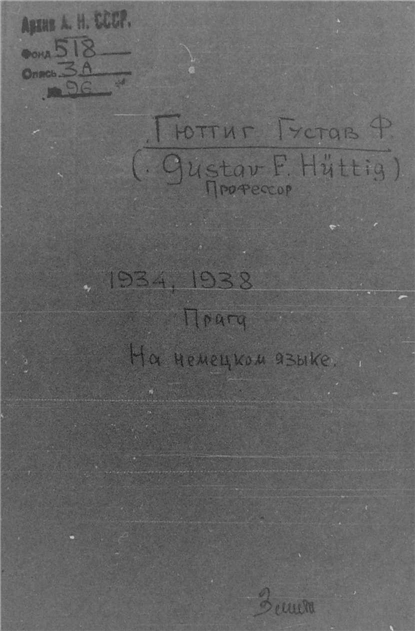 Архив А. Н. СССР.
Фонд 518
Опись 3А
№ 96
Гюттиг Густав Ф.
(Gustav F. Hüttig)
Профессор
1934, 1938
Прага
На немецком языке.